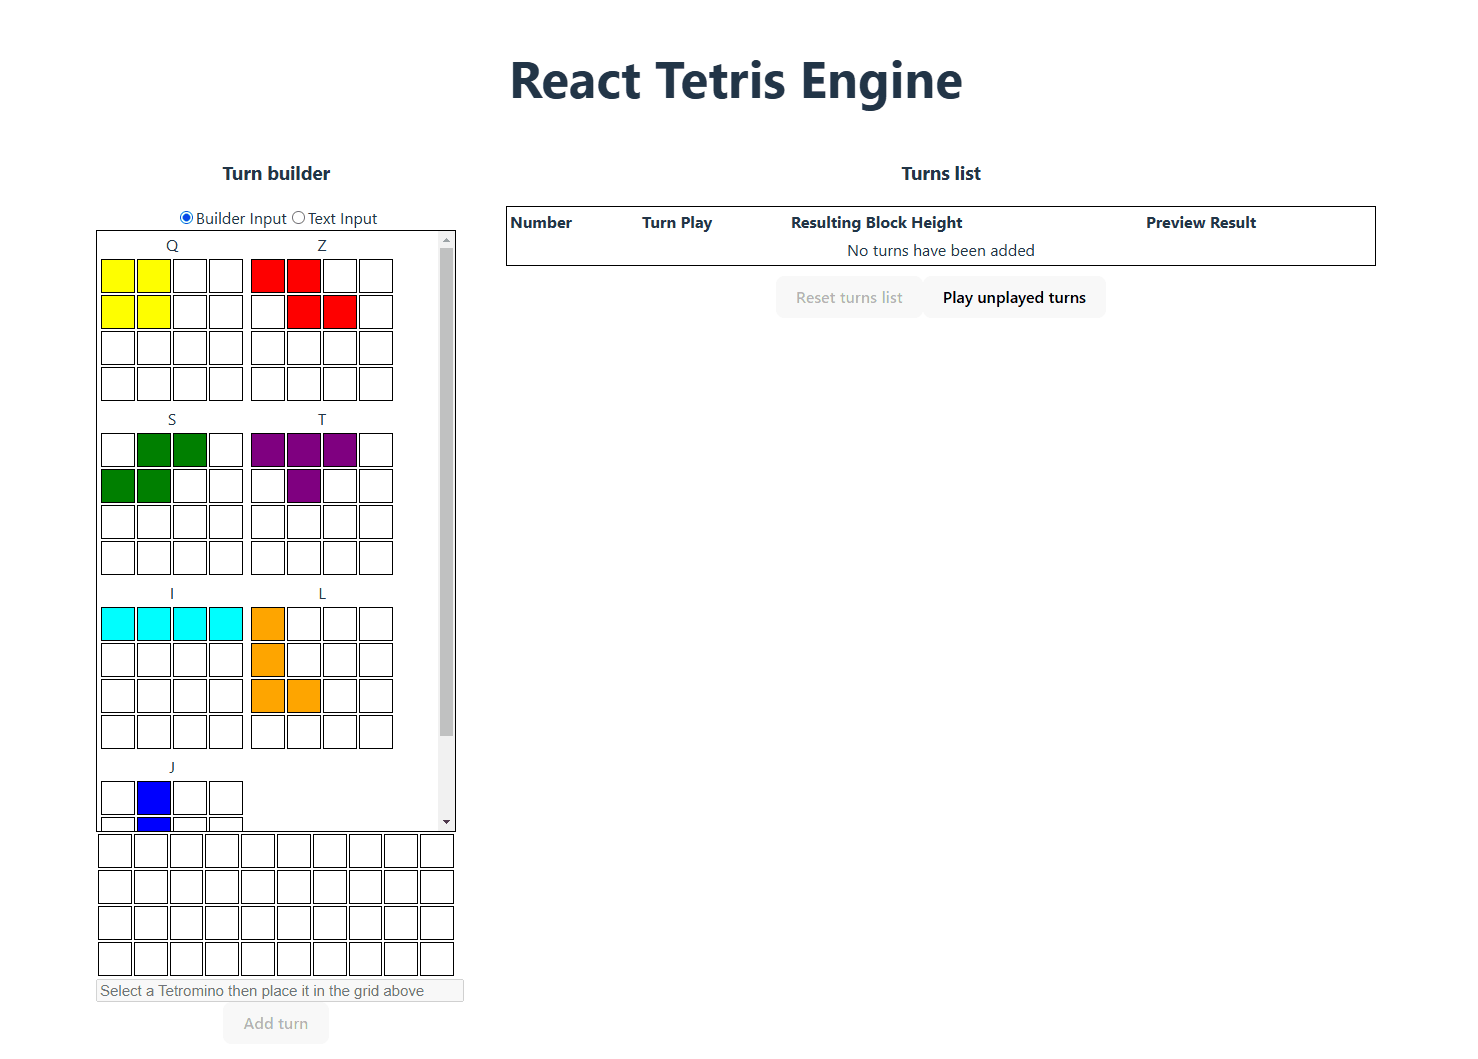 React Tetris Engine
Turn builder
Builder Input Text Input
Q Z
S T
I L
J
Select a Tetromino then place it in the grid above
Add turn
Turns list
Number Turn Play Resulting Block Height Preview Result
No turns have been added
Reset turns list Play unplayed turns